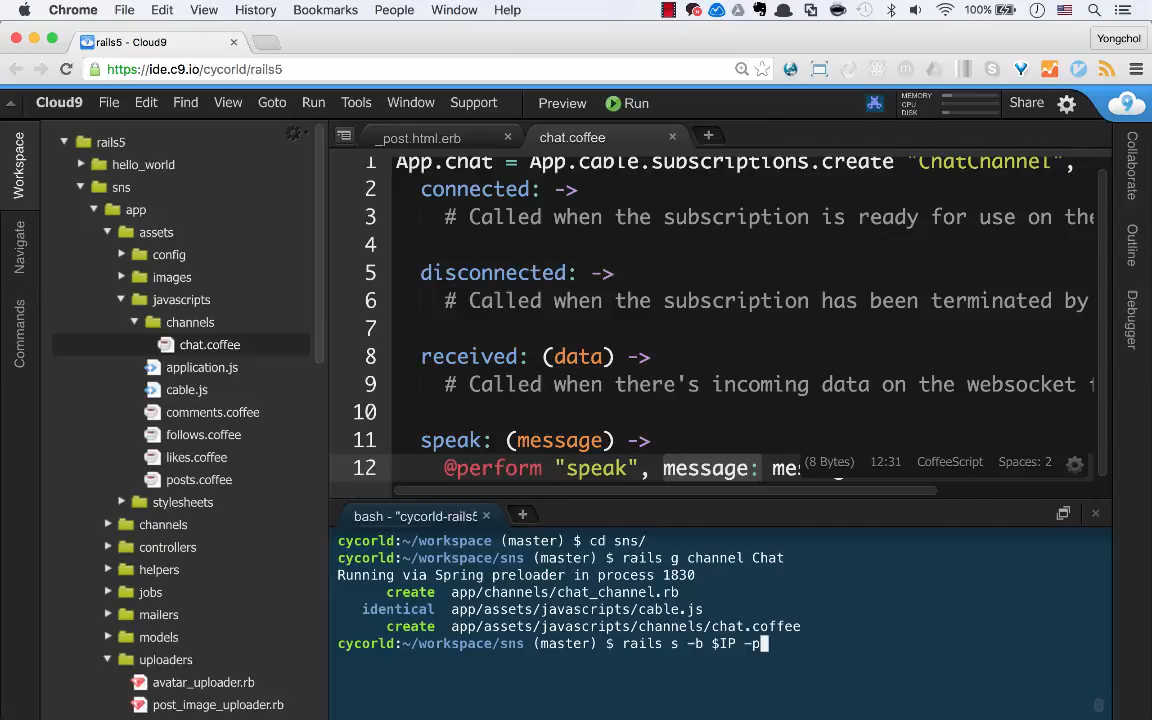 Chrome File Edit View History Bookmarks People Window Help 100%
rails5 - Cloud9 Yongchol
https://ide.c9.io/cycorld/rails5
Cloud9 File Edit Find View Goto Run Tools Window Support Preview Run MEMORY CPU DISK Share
Workspace
Navigate
Commands
rails5
hello_world
sns
app
assets
config
images
javascripts
channels
chat.coffee
application.js
cable.js
comments.coffee
follows.coffee
likes.coffee
posts.coffee
stylesheets
channels
controllers
helpers
jobs
mailers
models
uploaders
avatar_uploader.rb
post_image_uploader.rb
_post.html.erb chat.coffee
1 App.chat = App.cable.subscriptions.create "ChatChannel",
2 connected: ->
3 # Called when the subscription is ready for use on the
4
5 disconnected: ->
6 # Called when the subscription has been terminated by
7
8 received: (data) ->
9 # Called when there's incoming data on the websocket
10
11 speak: (message) ->
12 @perform "speak", message:
(8 Bytes) 12:31 CoffeeScript Spaces: 2
Collaborate
Outline
Debugger
bash - "cycorld-rails5
cycorld:~/workspace (master) $ cd sns/
cycorld:~/workspace/sns (master) $ rails g channel Chat
Running via Spring preloader in process 1830
create app/channels/chat_channel.rb
identical app/assets/javascripts/cable.js
create app/assets/javascripts/channels/chat.coffee
cycorld:~/workspace/sns (master) $ rails s -b $IP -p